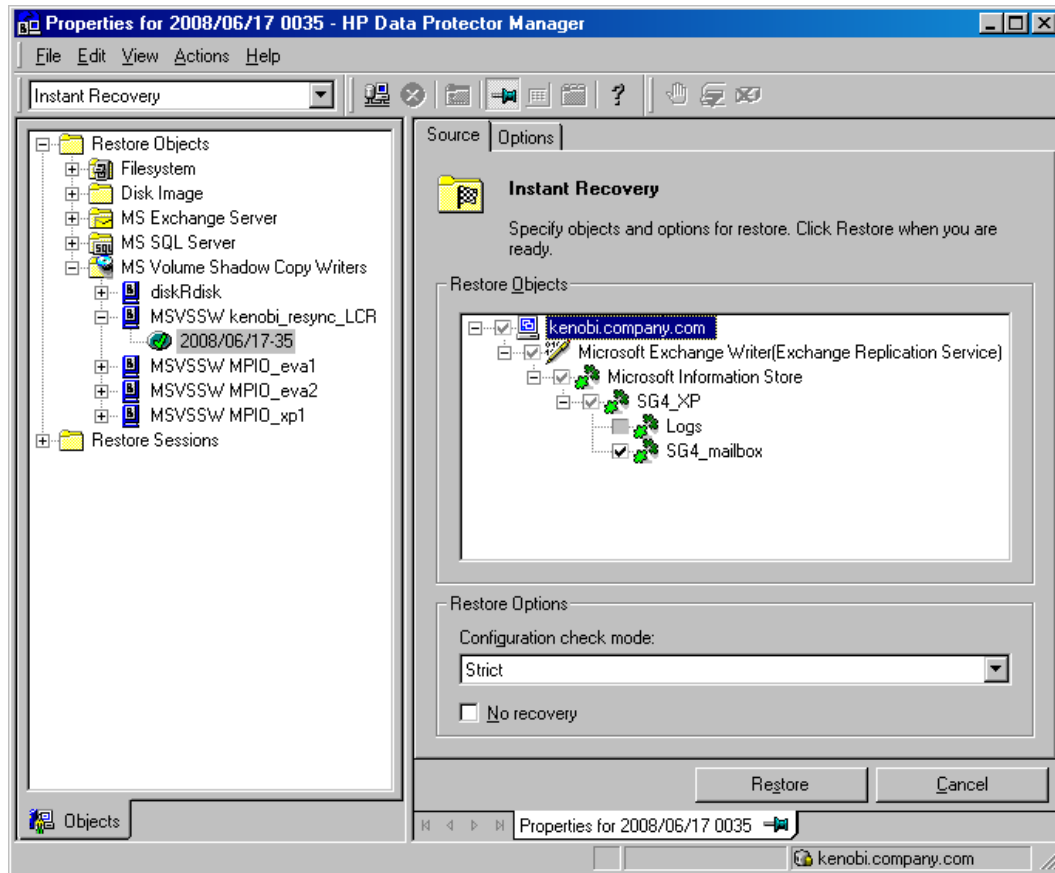 Properties for 2008/06/17 0035 - HP Data Protector Manager
File Edit View Actions Help
Instant Recovery
Restore Objects
Filesystem
Disk Image
MS Exchange Server
MS SQL Server
MS Volume Shadow Copy Writers
diskRdisk
MSVSSW kenobi_resync_LCR
2008/06/17-35
MSVSSW MPIO_eva1
MSVSSW MPIO_eva2
MSVSSW MPIO_xp1
Restore Sessions
Objects
Source Options
Instant Recovery
Specify objects and options for restore. Click Restore when you are
ready.
Restore Objects
kenobi.company.com
Microsoft Exchange Writer(Exchange Replication Service)
Microsoft Information Store
SG4_XP
Logs
SG4_mailbox
Restore Options
Configuration check mode:
Strict
No recovery
Restore Cancel
Properties for 2008/06/17 0035
kenobi.company.com